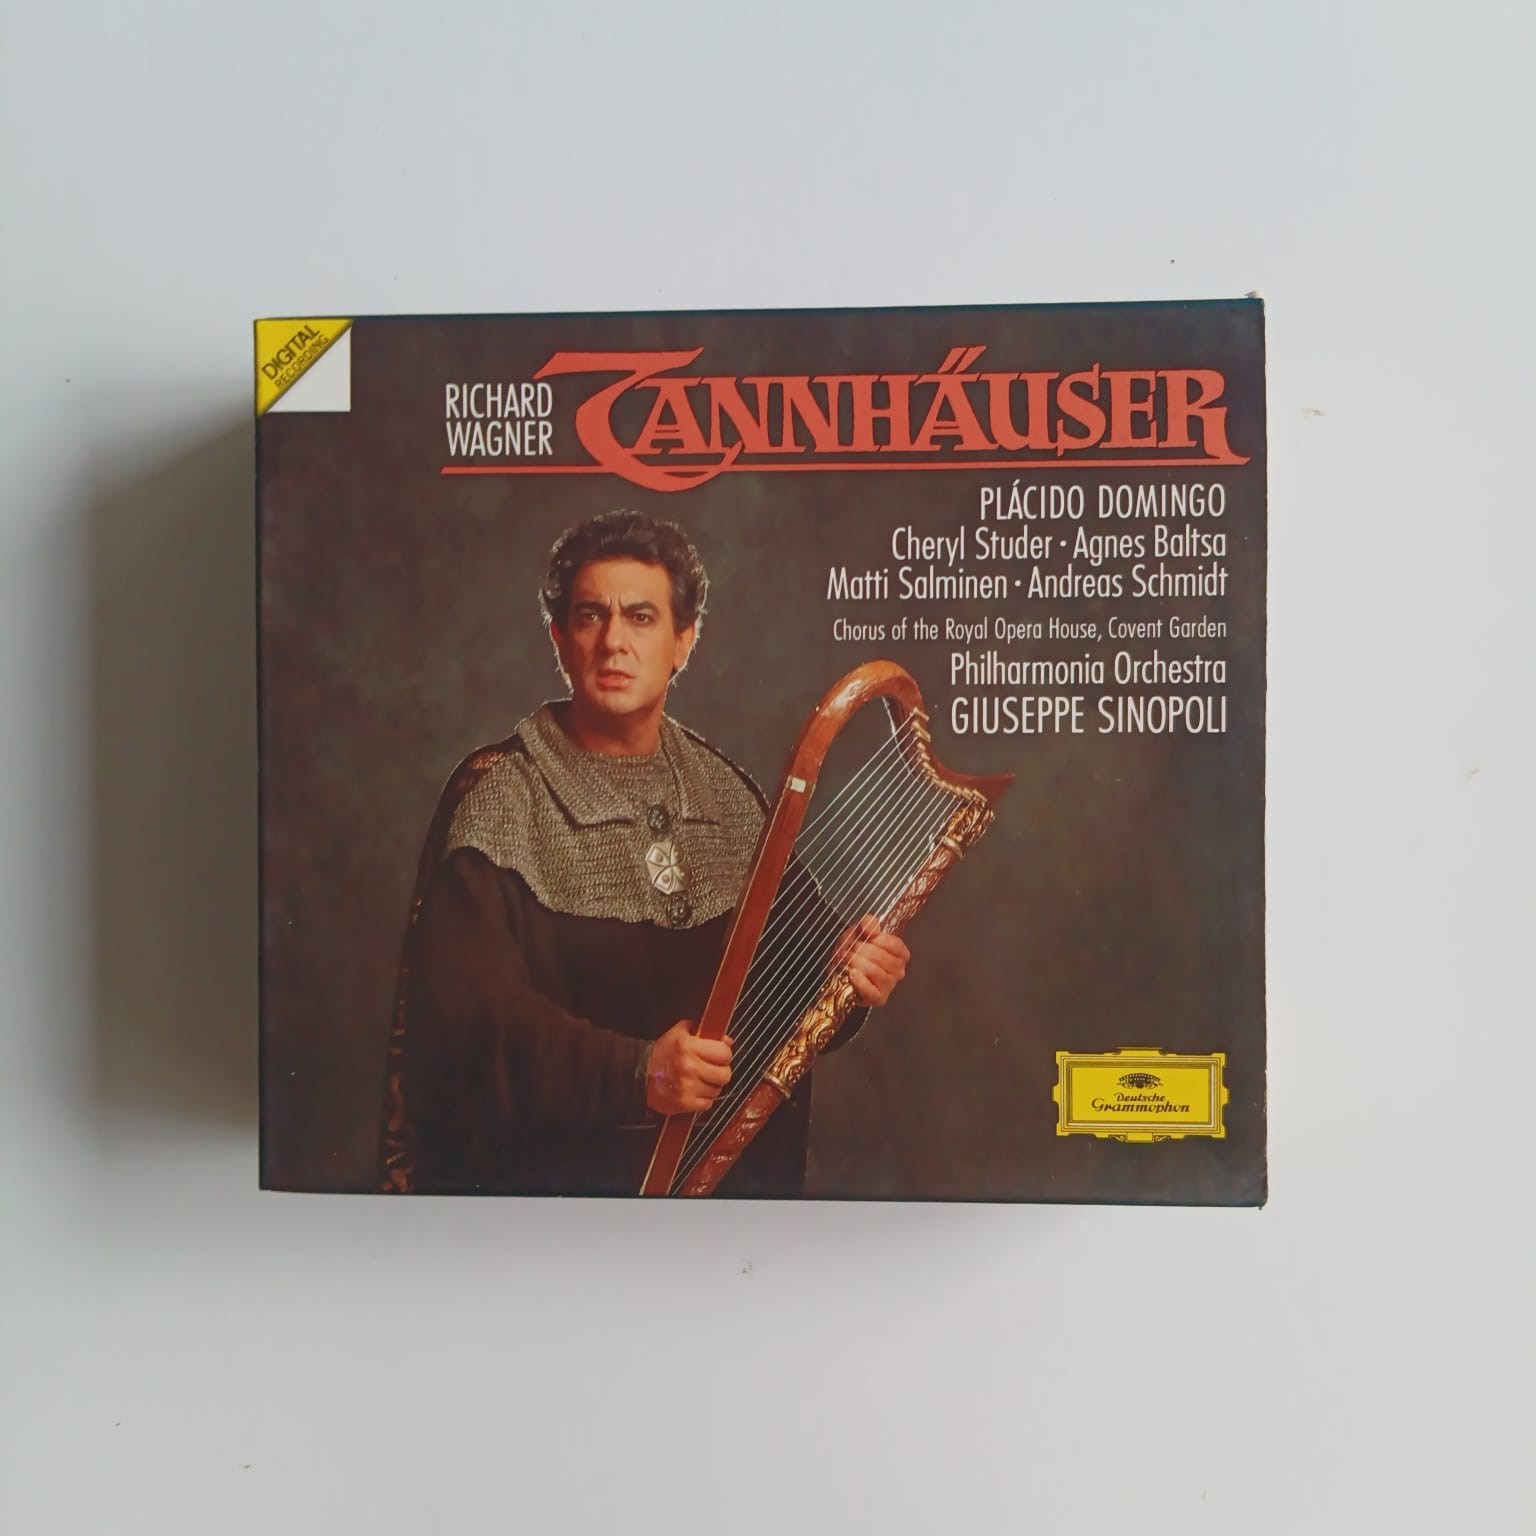 DIGITAL
RECORDING
RICHARD
WAGNER
TANNHÄUSER
PLÁCIDO DOMINGO
Cheryl Studer · Agnes Baltsa
Matti Salminen · Andreas Schmidt
Chorus of the Royal Opera House, Covent Garden
Philharmonia Orchestra
GIUSEPPE SINOPOLI
Deutsche
Grammophon